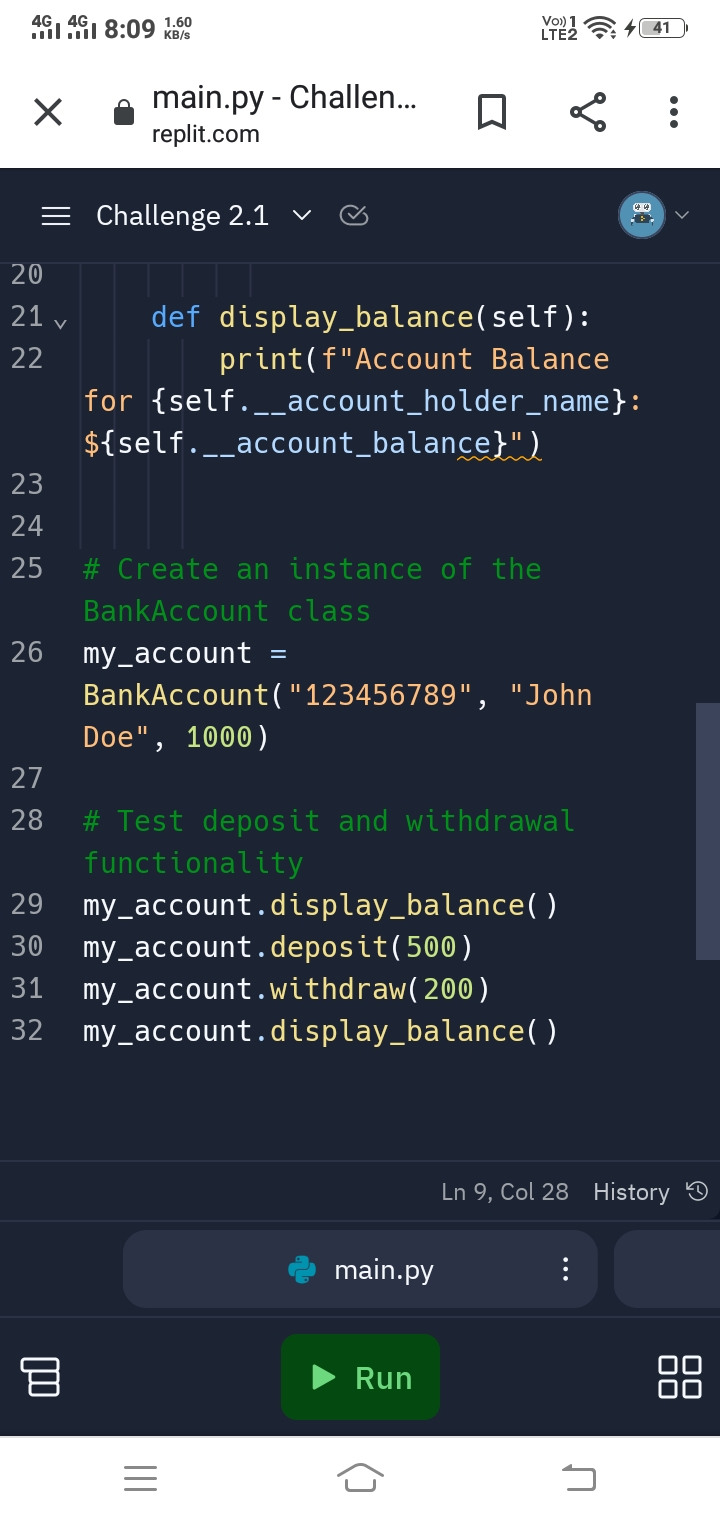 4G 4G 8:09 1.60 KB/s Vo)) 1 LTE2 41
main.py - Challen...
replit.com
Challenge 2.1
20
21 def display_balance(self):
22 print(f"Account Balance
for {self.__account_holder_name}:
${self.__account_balance}")
23
24
25 # Create an instance of the
BankAccount class
26 my_account =
BankAccount("123456789", "John
Doe", 1000)
27
28 # Test deposit and withdrawal
functionality
29 my_account.display_balance()
30 my_account.deposit(500)
31 my_account.withdraw(200)
32 my_account.display_balance()
Ln 9, Col 28 History
main.py
Run